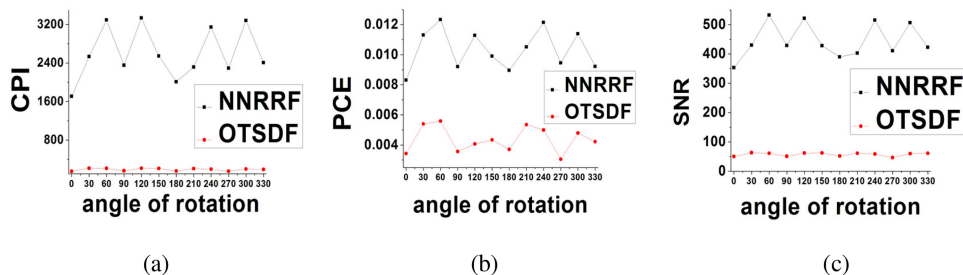 CPI
3200
2400
1600
800
NNRRF
OTSDF
0 30 60 90 120 150 180 210 240 270 300 330
angle of rotation
(a)
PCE
0.012
0.010
0.008
0.006
0.004
NNRRF
OTSDF
0 30 60 90 120 150 180 210 240 270 300 330
angle of rotation
(b)
SNR
500
400
300
200
100
0
NNRRF
OTSDF
0 30 60 90 120 150 180 210 240 270 300 330
angle of rotation
(c)